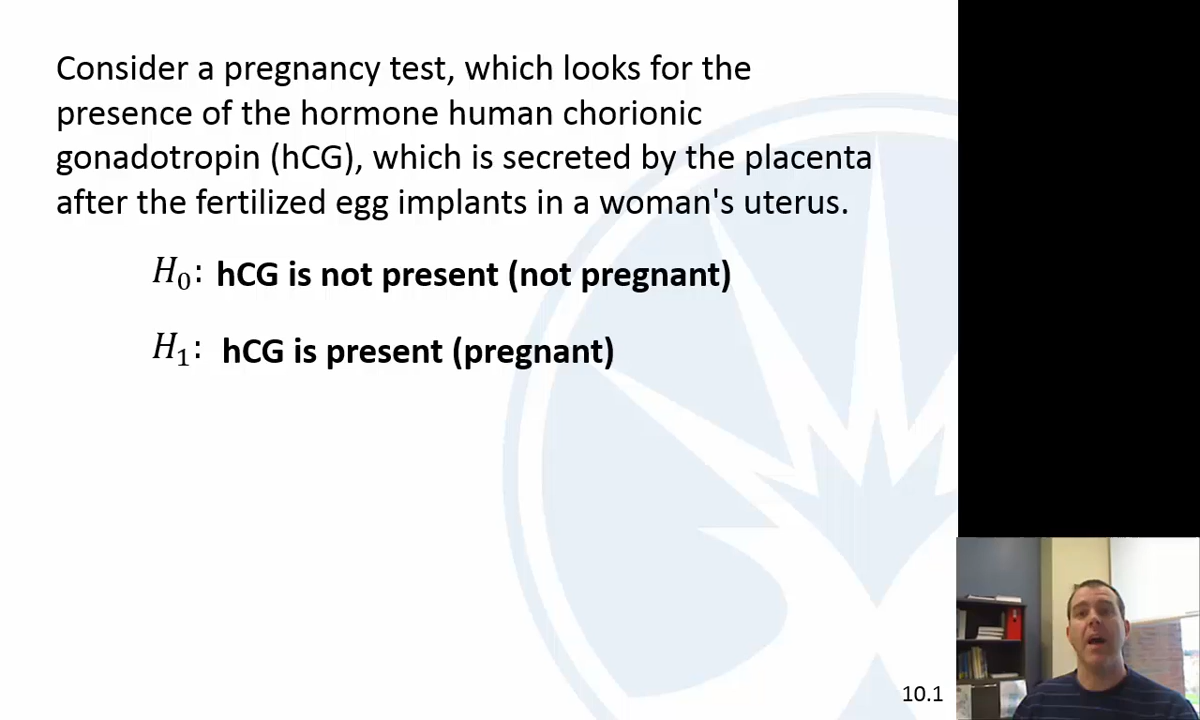 Consider a pregnancy test, which looks for the
presence of the hormone human chorionic
gonadotropin (hCG), which is secreted by the placenta
after the fertilized egg implants in a woman's uterus.
H₀: hCG is not present (not pregnant)
H₁: hCG is present (pregnant)
10.1